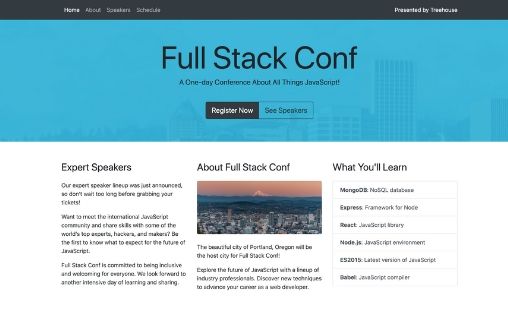 Home About Speakers Schedule Presented by Treehouse
Full Stack Conf
A One-day Conference About All Things JavaScript!
Register Now See Speakers
Expert Speakers
Our expert speaker lineup was just announced,
so don't wait too long before grabbing your
tickets!
Want to meet the international JavaScript
community and share skills with some of the
world's top experts, hackers, and makers? Be
the first to know what to expect for the future of
JavaScript.
Full Stack Conf is committed to being inclusive
and welcoming for everyone. We look forward to
another intensive day of learning and sharing.
About Full Stack Conf
The beautiful city of Portland, Oregon will be
the host city for Full Stack Conf!
Explore the future of JavaScript with a lineup of
industry professionals. Discover new techniques
to advance your career as a web developer.
What You'll Learn
MongoDB: NoSQL database
Express: Framework for Node
React: JavaScript library
Node.js: JavaScript environment
ES2015: Latest version of JavaScript
Babel: JavaScript compiler